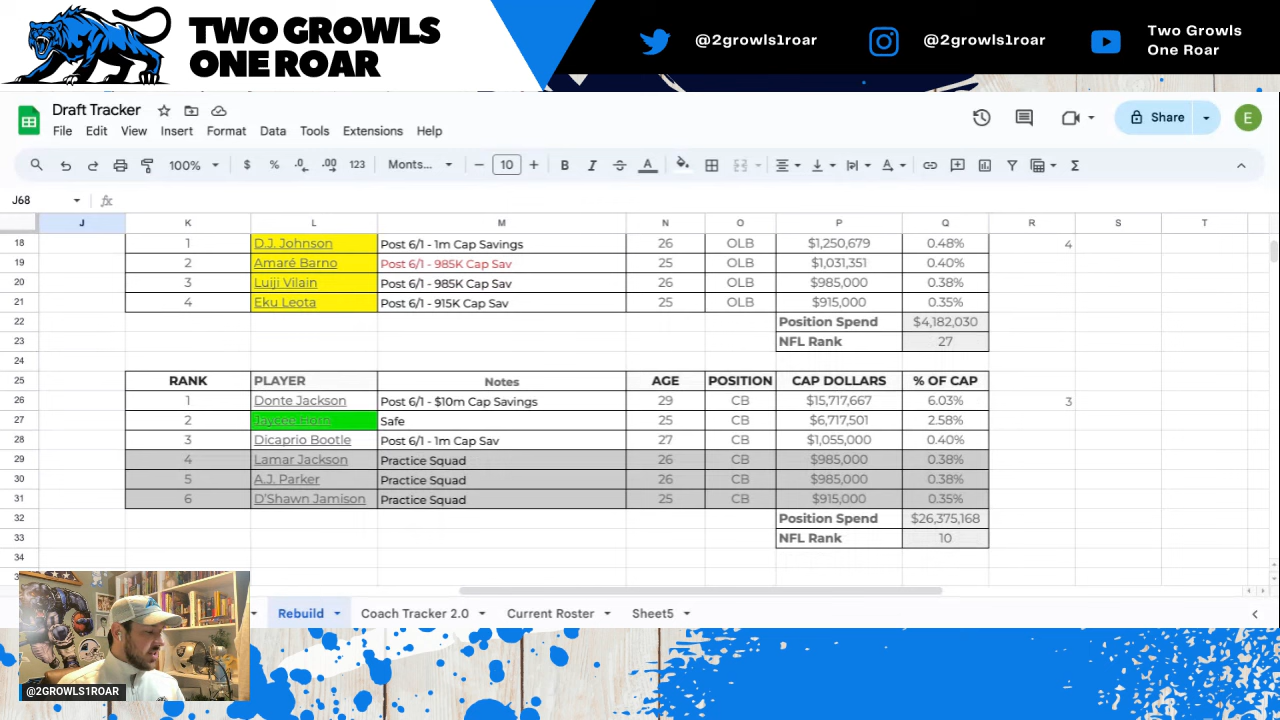 TWO GROWLS
ONE ROAR
@2growls1roar
@2growls1roar
Two Growls
One Roar
Draft Tracker
File Edit View Insert Format Data Tools Extensions Help
Share
E
100% $ % .0 .00 123 Monts... 10 B I A Σ
J68 fx
J K L M N O P Q R S T
18 1 D.J. Johnson Post 6/1 - 1m Cap Savings 26 OLB $1,250,679 0.48% 4
19 2 Amaré Barno Post 6/1 - 985K Cap Sav 25 OLB $1,031,351 0.40%
20 3 Luiji Vilain Post 6/1 - 985K Cap Sav 26 OLB $985,000 0.38%
21 4 Eku Leota Post 6/1 - 915K Cap Sav 25 OLB $915,000 0.35%
22 Position Spend $4,182,030
23 NFL Rank 27
24
25 RANK PLAYER Notes AGE POSITION CAP DOLLARS % OF CAP
26 1 Donte Jackson Post 6/1 - $10m Cap Savings 29 CB $15,717,667 6.03% 3
27 2 Jaycee Horn Safe 25 CB $6,717,501 2.58%
28 3 Dicaprio Bootle Post 6/1 - 1m Cap Sav 27 CB $1,055,000 0.40%
29 4 Lamar Jackson Practice Squad 26 CB $985,000 0.38%
30 5 A.J. Parker Practice Squad 26 CB $985,000 0.38%
31 6 D'Shawn Jamison Practice Squad 25 CB $915,000 0.35%
32 Position Spend $26,375,168
33 NFL Rank 10
34
Rebuild Coach Tracker 2.0 Current Roster Sheet5
@2GROWLS1ROAR